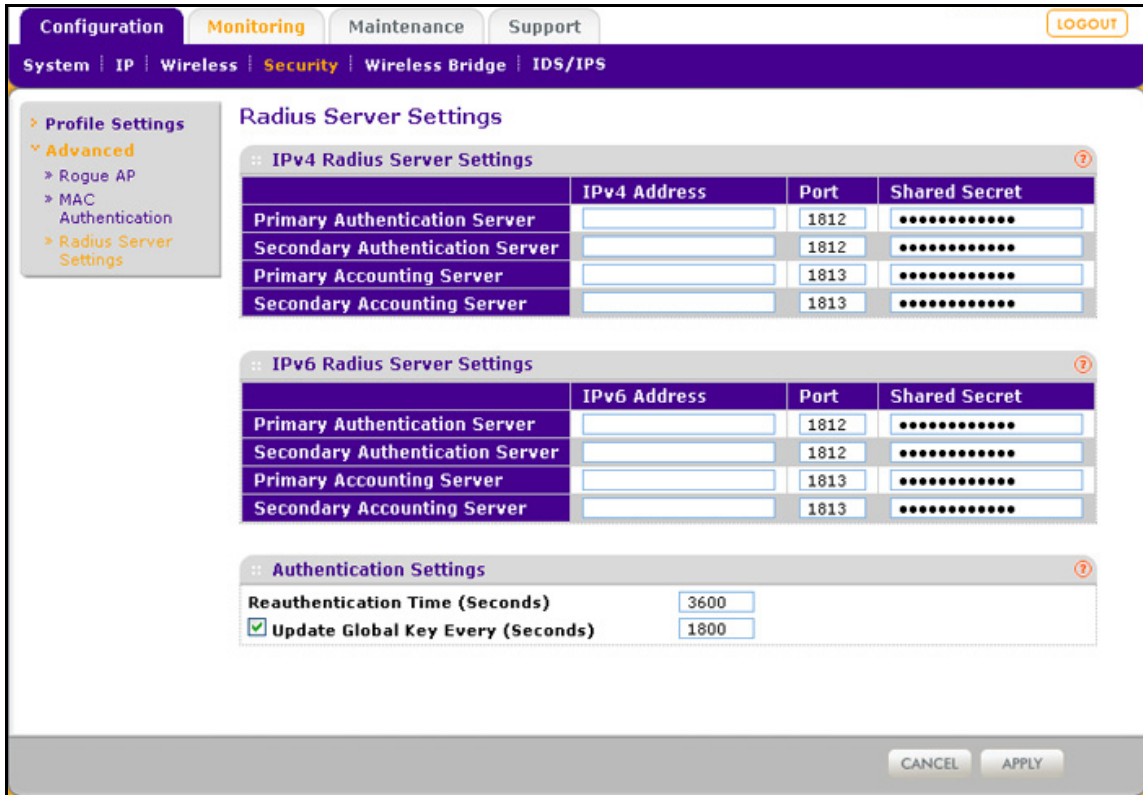 Configuration Monitoring Maintenance Support LOGOUT
System IP Wireless Security Wireless Bridge IDS/IPS
Profile Settings
Advanced
Rogue AP
MAC
Authentication
Radius Server
Settings
Radius Server Settings
IPv4 Radius Server Settings ?
IPv4 Address Port Shared Secret
Primary Authentication Server 1812 ●●●●●●●●●●●●
Secondary Authentication Server 1812 ●●●●●●●●●●●●
Primary Accounting Server 1813 ●●●●●●●●●●●●
Secondary Accounting Server 1813 ●●●●●●●●●●●●
IPv6 Radius Server Settings ?
IPv6 Address Port Shared Secret
Primary Authentication Server 1812 ●●●●●●●●●●●●
Secondary Authentication Server 1812 ●●●●●●●●●●●●
Primary Accounting Server 1813 ●●●●●●●●●●●●
Secondary Accounting Server 1813 ●●●●●●●●●●●●
Authentication Settings ?
Reauthentication Time (Seconds) 3600
Update Global Key Every (Seconds) 1800
CANCEL APPLY